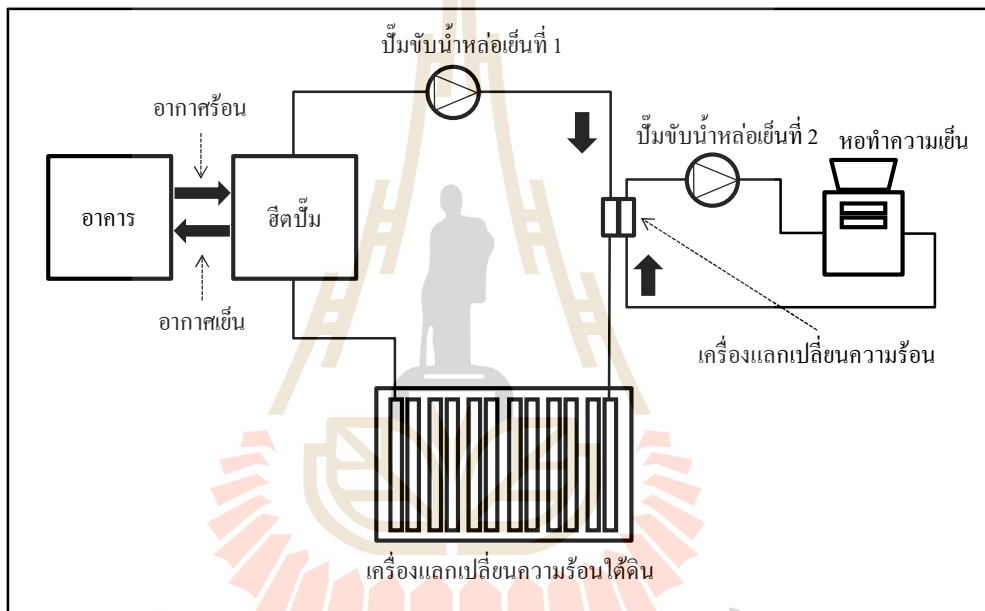 ปั๊มขับน้ำหล่อเย็นที่ 1
อากาศร้อน
ปั๊มขับน้ำหล่อเย็นที่ 2
หอทำความเย็น
อาคาร
ฮีตปั๊ม
อากาศเย็น
เครื่องแลกเปลี่ยนความร้อน
เครื่องแลกเปลี่ยนความร้อนใต้ดิน